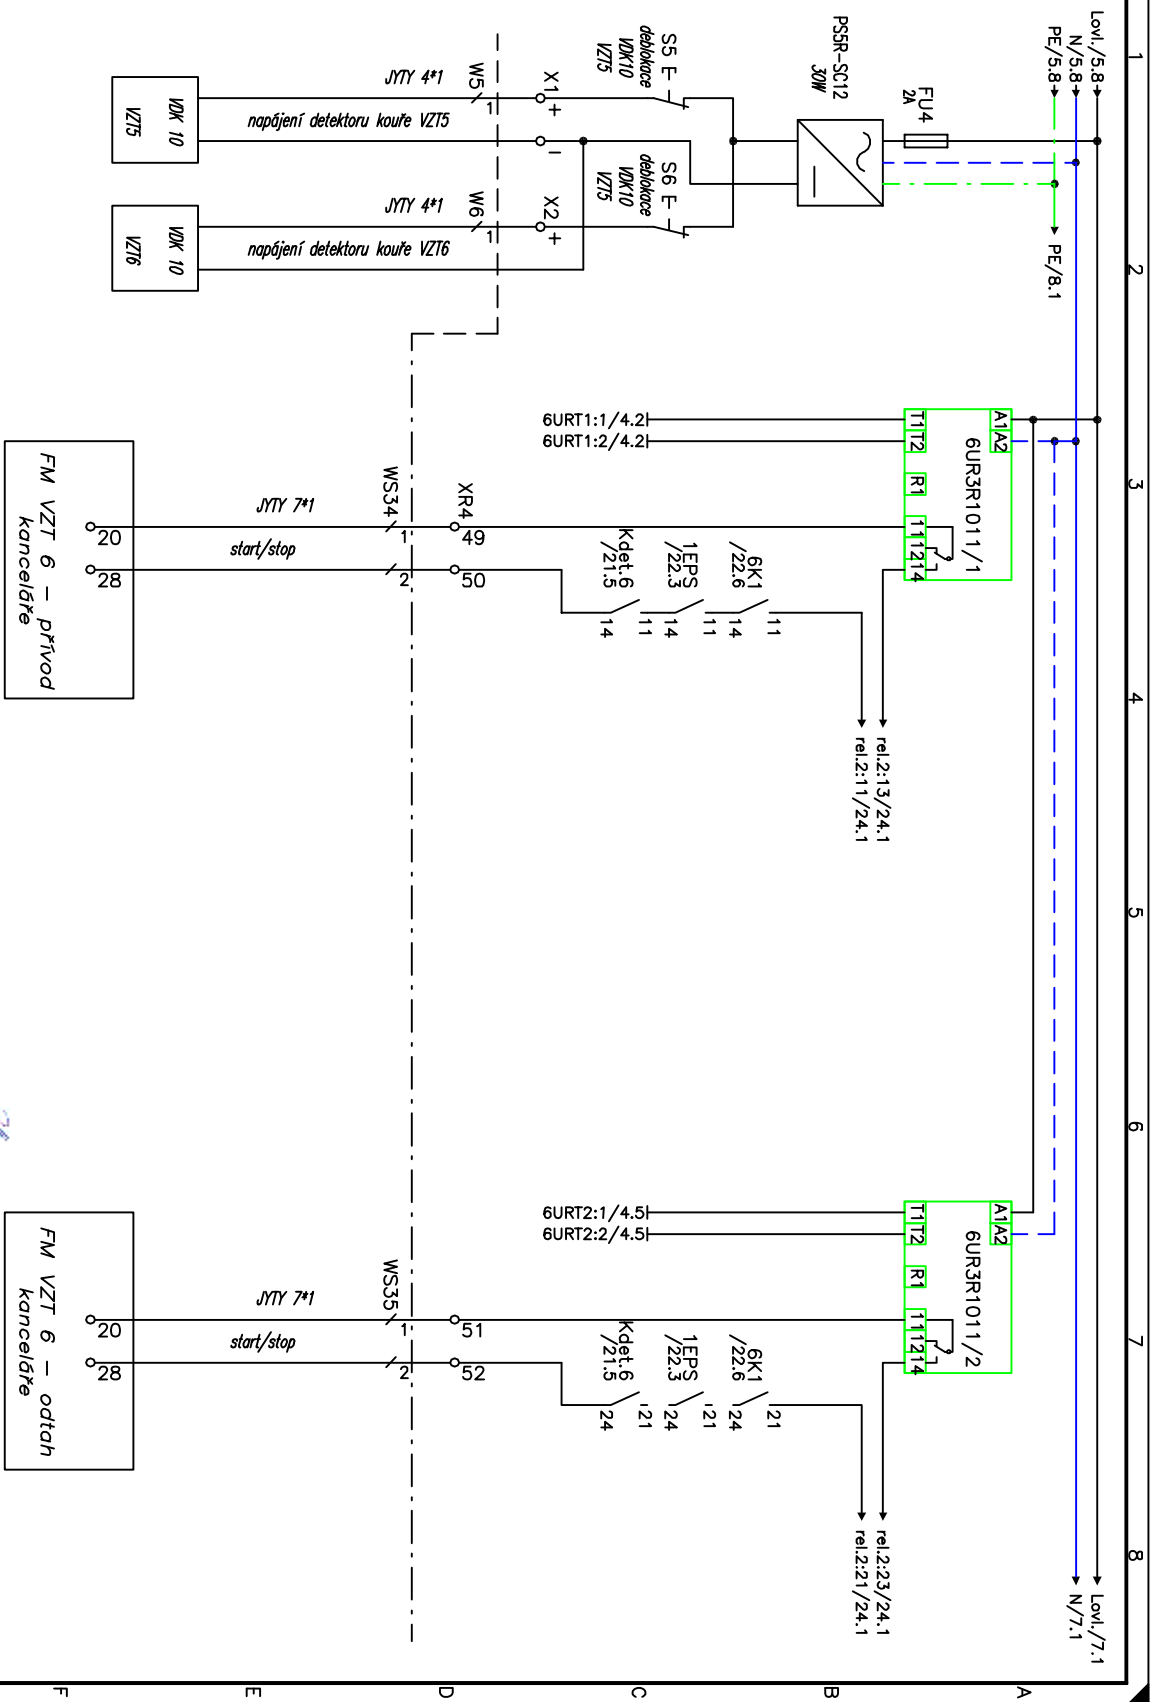 1
2
3
4
5
6
7
8
A
B
C
D
E
F
Lovl./5.8
N/5.8
PE/5.8
PE/8.1
Lovl./7.1
N/7.1
FU4
2A
PS5R-SC12
30W
S5
deblokace
VDK10
VZT5
S6
deblokace
VDK10
VZT5
X1
+
−
X2
+
W5
1
W6
1
JYTY 4*1
napájení detektoru kouře VZT5
JYTY 4*1
napájení detektoru kouře VZT6
VDK 10
VZT5
VDK 10
VZT6
A1 A2
6UR3R1011/1
T1 T2 R1 11 12 14
6URT1:1/4.2
6URT1:2/4.2
rel.2:13/24.1
rel.2:11/24.1
6K1
/22.6
11
14
1EPS
/22.3
11
14
Kdet.6
/21.5
11
14
XR4
49
50
WS34
1
2
JYTY 7*1
start/stop
20
28
FM VZT 6 – přívod
kanceláře
A1 A2
6UR3R1011/2
T1 T2 R1 11 12 14
6URT2:1/4.5
6URT2:2/4.5
rel.2:23/24.1
rel.2:21/24.1
6K1
/22.6
21
24
1EPS
/22.3
21
24
Kdet.6
/21.5
21
24
51
52
WS35
1
2
JYTY 7*1
start/stop
20
28
FM VZT 6 – odtah
kanceláře